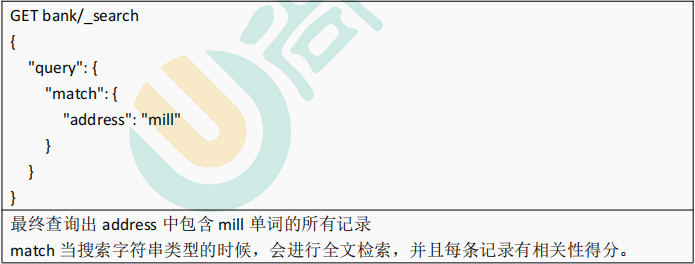 GET bank/_search
{
"query": {
"match": {
"address": "mill"
}
}
}
最终查询出 address 中包含 mill 单词的所有记录
match 当搜索字符串类型的时候，会进行全文检索，并且每条记录有相关性得分。